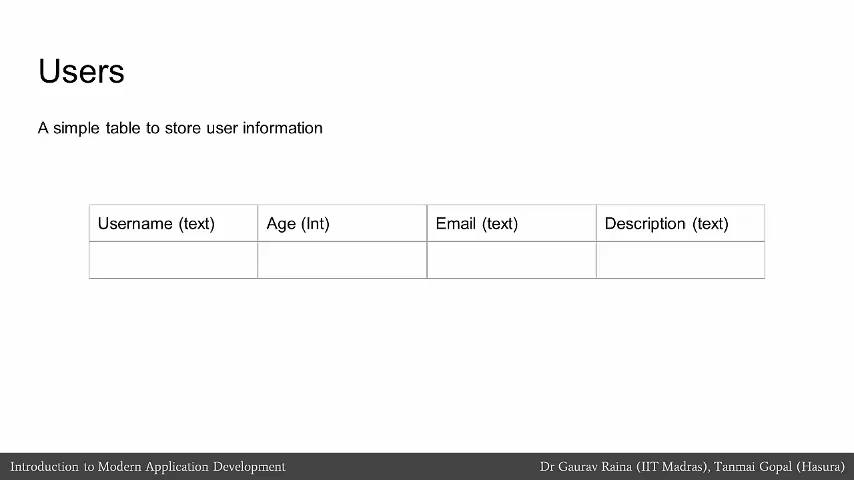 Users
A simple table to store user information
Username (text) Age (Int) Email (text) Description (text)
Introduction to Modern Application Development Dr Gaurav Raina (IIT Madras), Tanmai Gopal (Hasura)